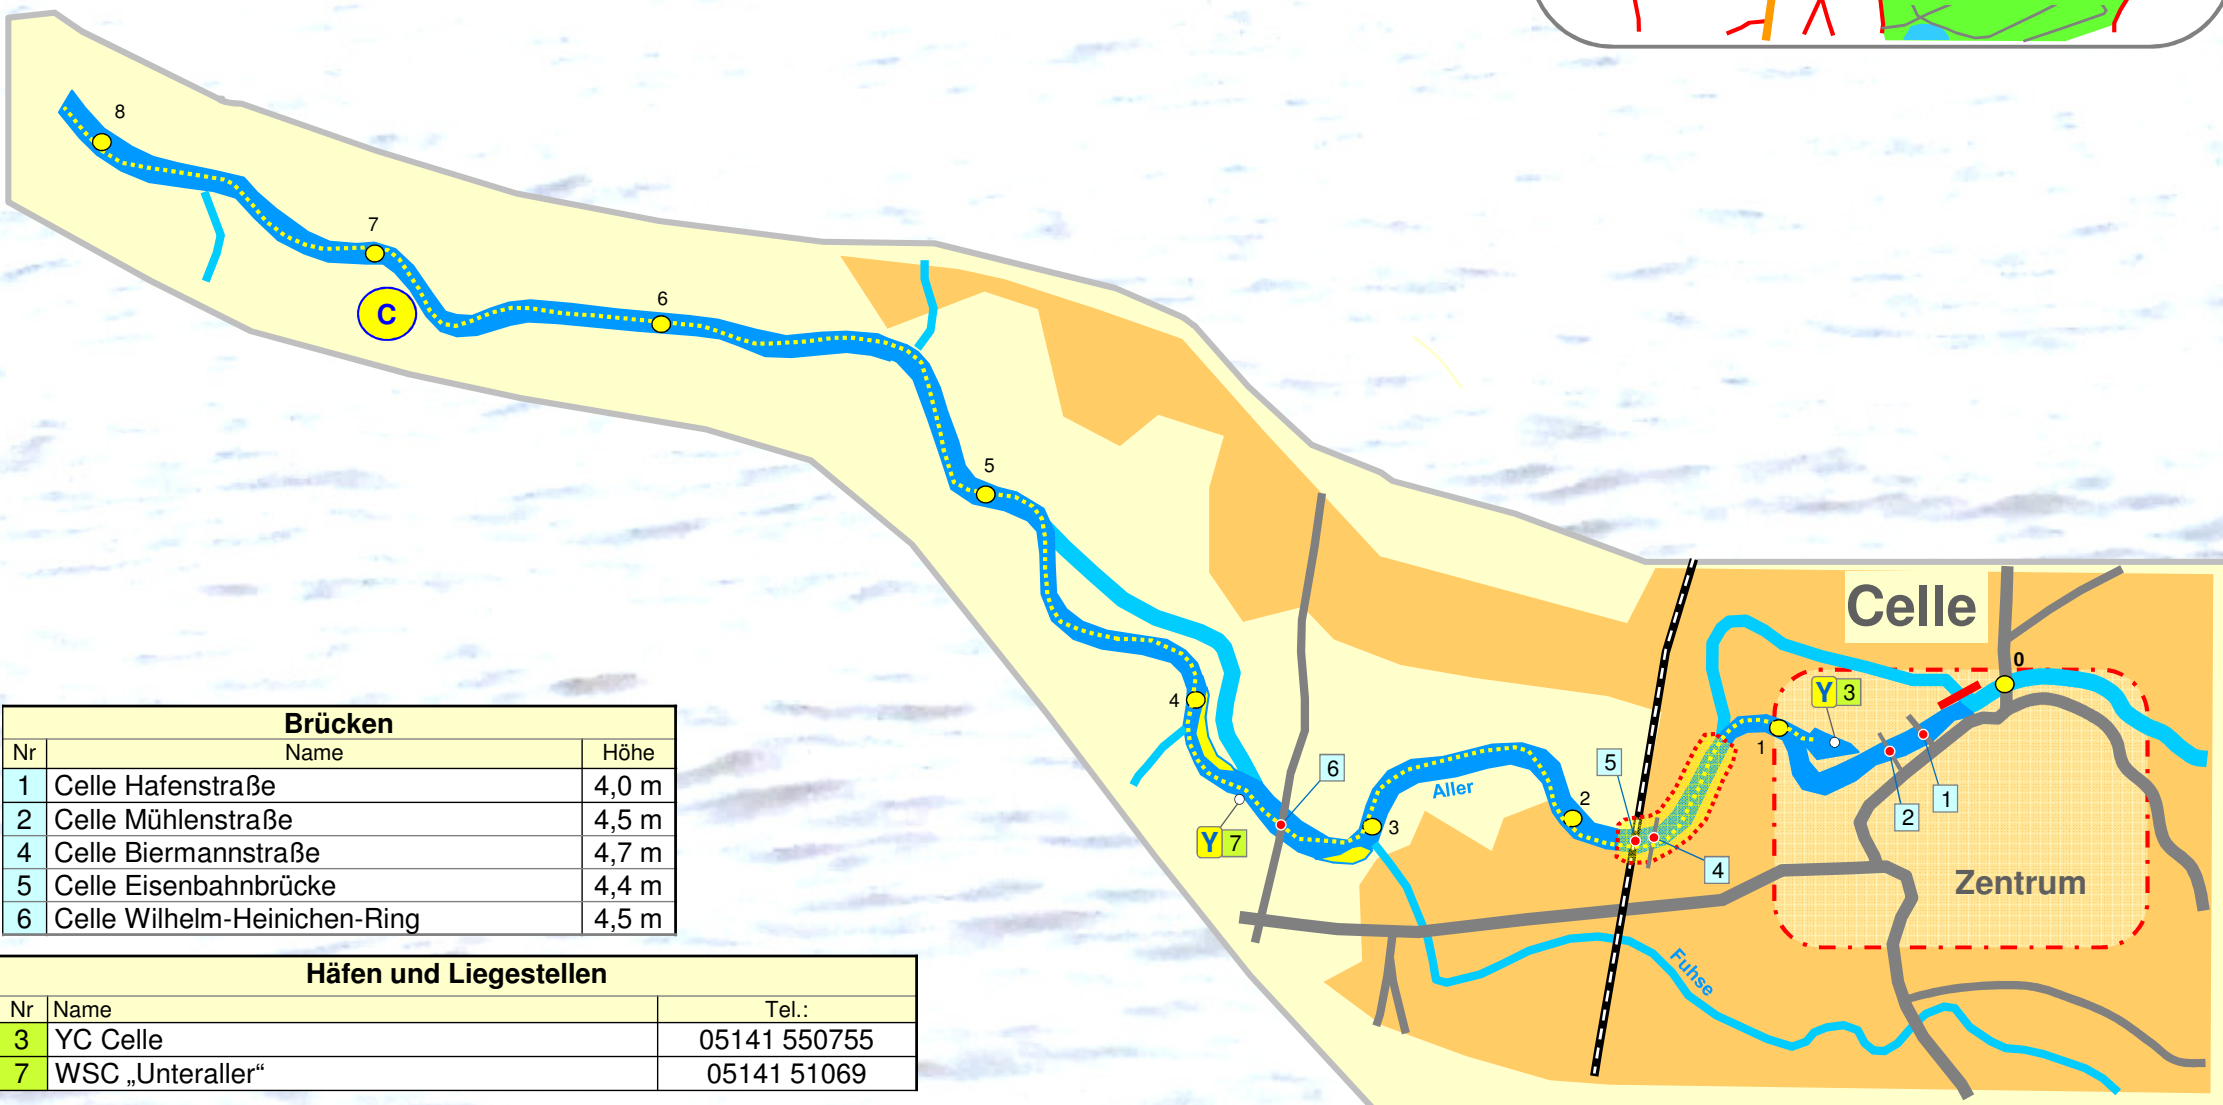 8
7
C
6
5
Celle
0
Y 3
4
1
6
5
2
Aller
1
3
2
Y 7
4
Zentrum
Fuhse
Brücken
Nr Name Höhe
1 Celle Hafenstraße 4,0 m
2 Celle Mühlenstraße 4,5 m
4 Celle Biermannstraße 4,7 m
5 Celle Eisenbahnbrücke 4,4 m
6 Celle Wilhelm-Heinichen-Ring 4,5 m
Häfen und Liegestellen
Nr Name Tel.:
3 YC Celle 05141 550755
7 WSC „Unteraller“ 05141 51069